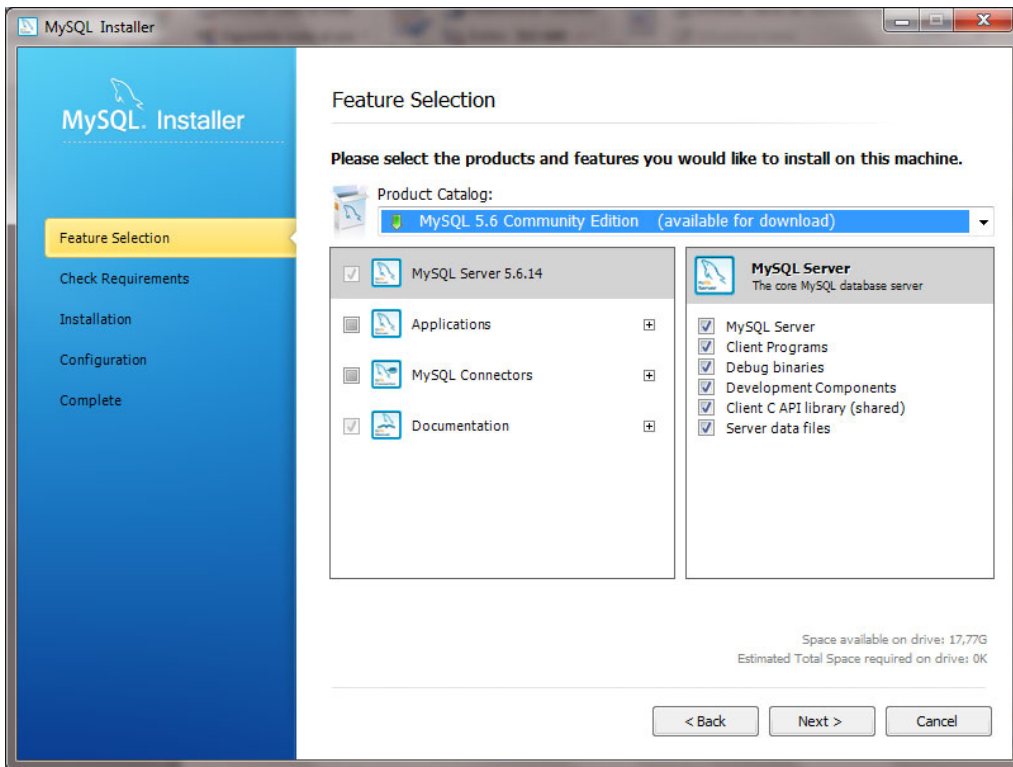 MySQL Installer
MySQL. Installer
Feature Selection
Check Requirements
Installation
Configuration
Complete
Feature Selection
Please select the products and features you would like to install on this machine.
Product Catalog:
MySQL 5.6 Community Edition (available for download)
MySQL Server 5.6.14
Applications
MySQL Connectors
Documentation
MySQL Server
The core MySQL database server
MySQL Server
Client Programs
Debug binaries
Development Components
Client C API library (shared)
Server data files
Space available on drive: 17,77G
Estimated Total Space required on drive: 0K
< Back
Next >
Cancel